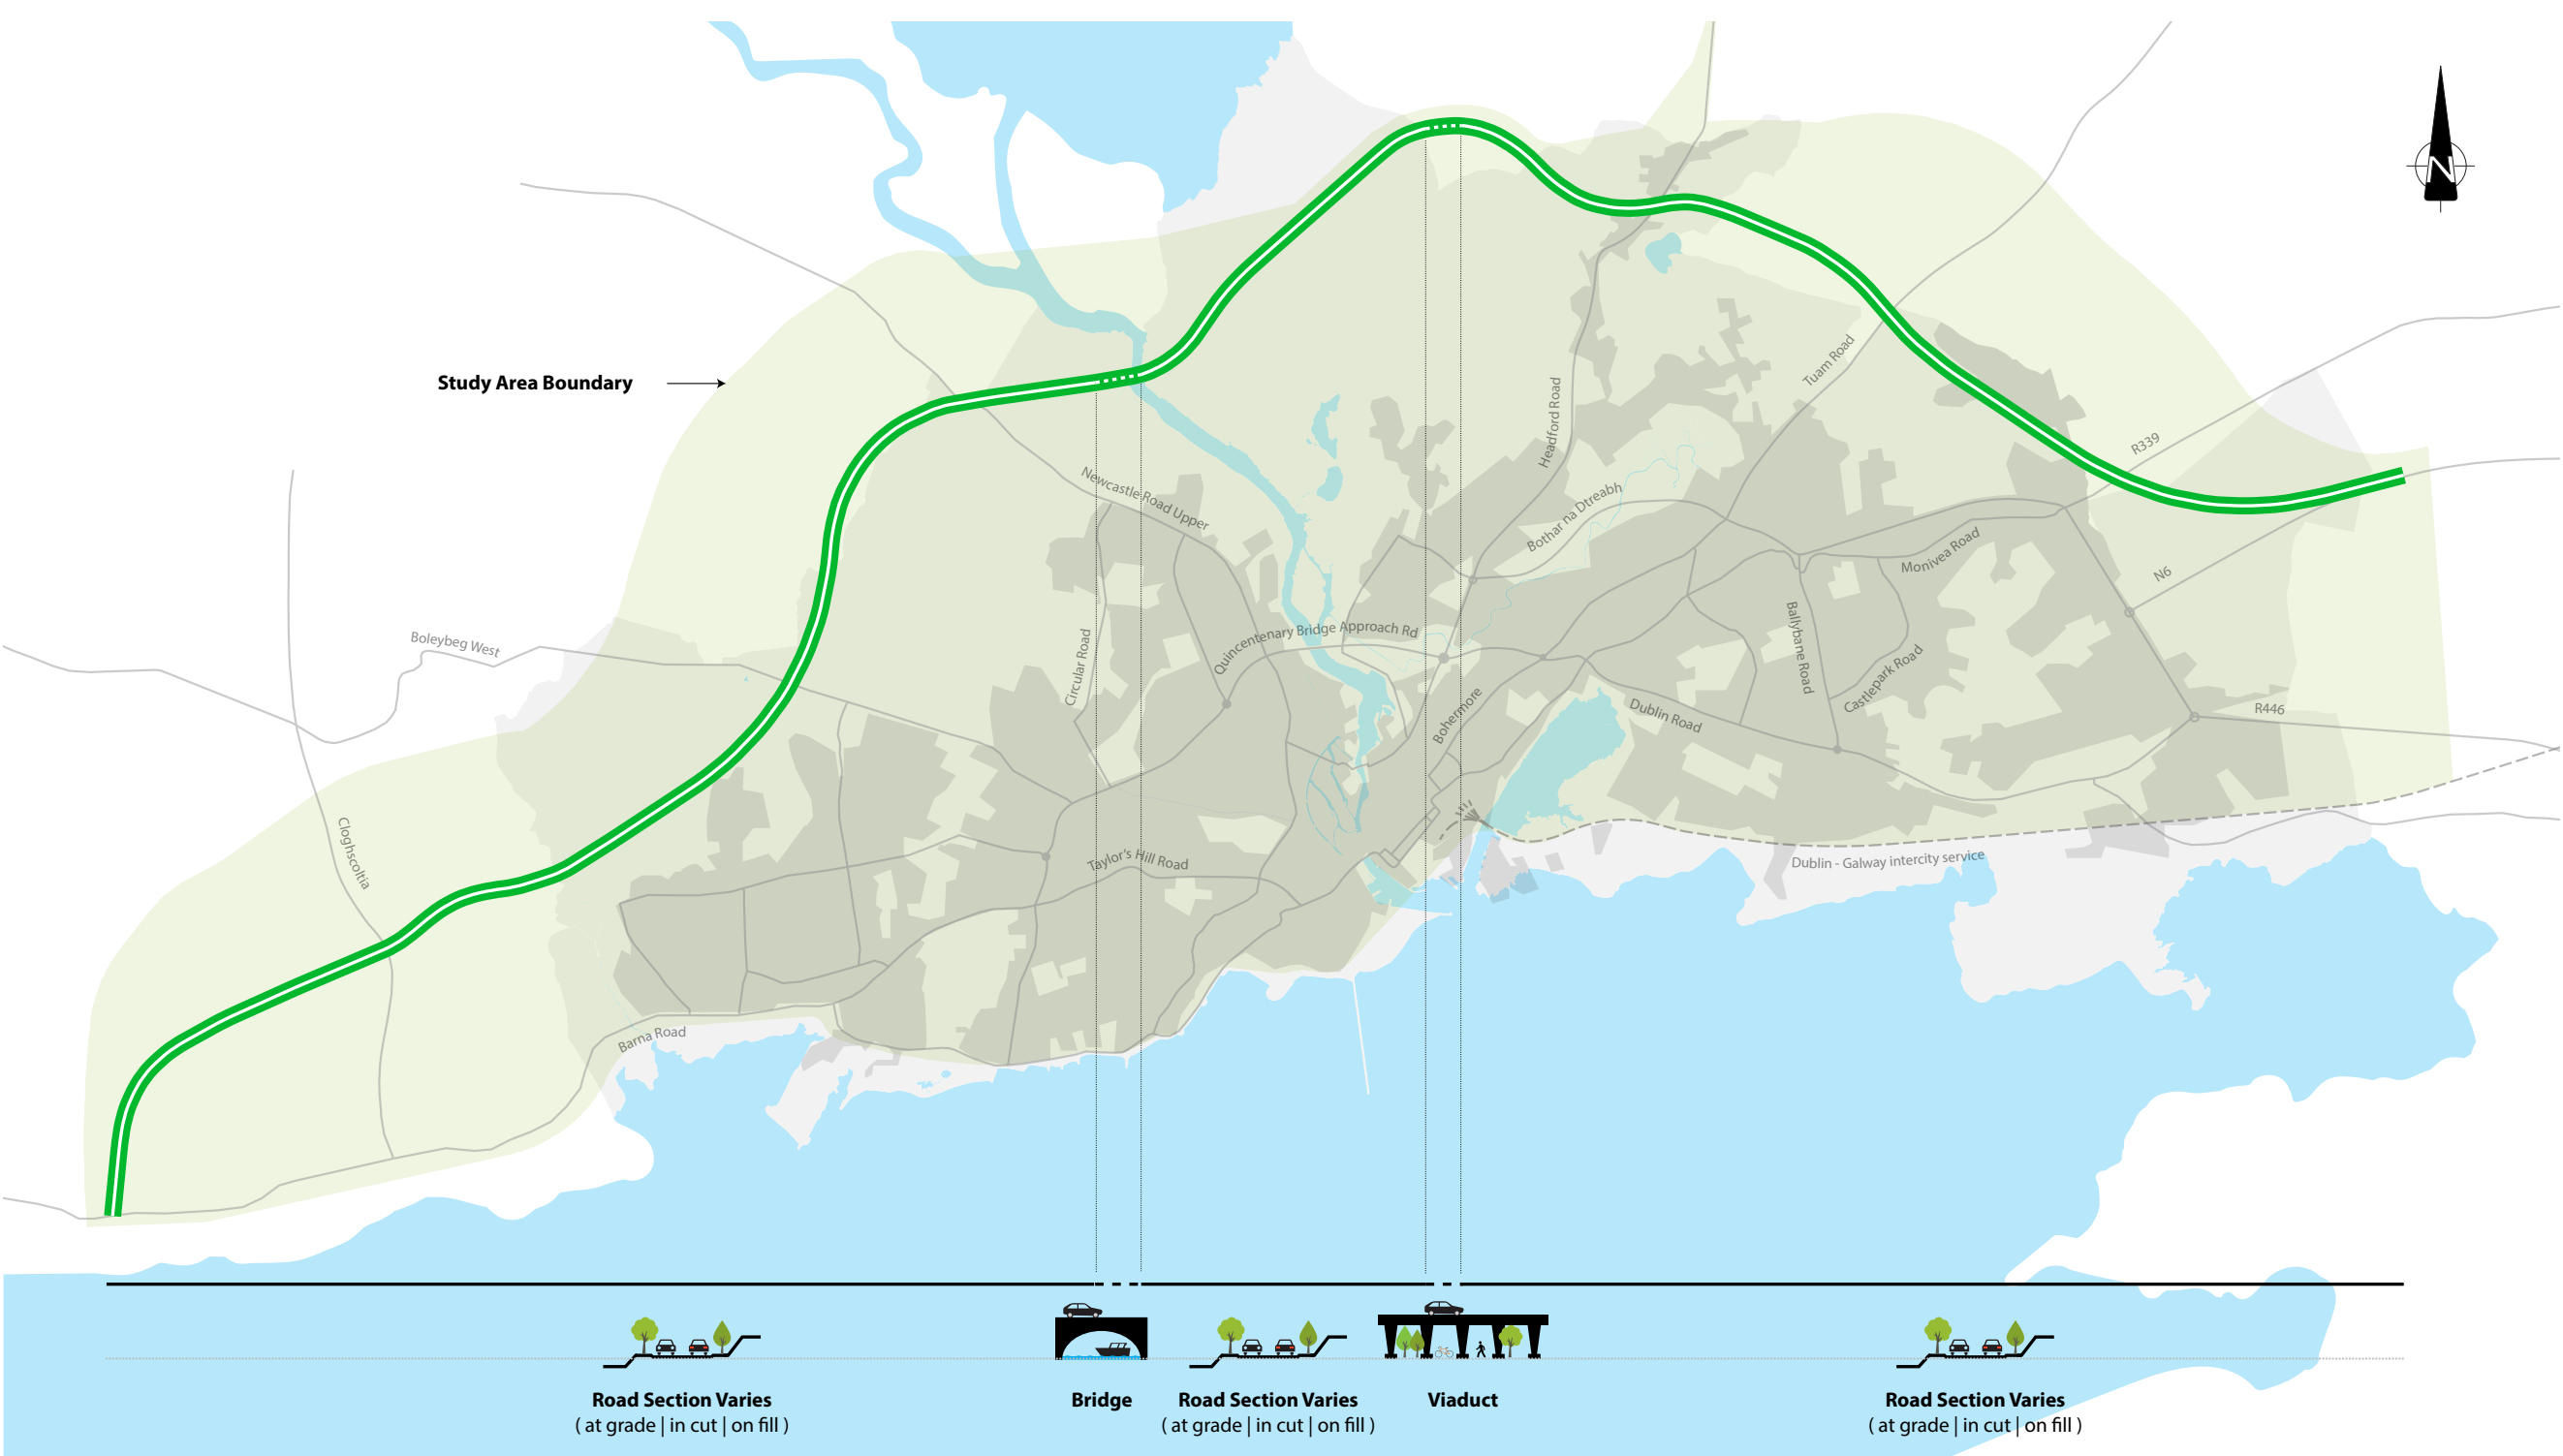 N
Study Area Boundary
Headford Road
Tuam Road
R339
Newcastle Road Upper
Bothar na Dtreabh
Monivea Road
N6
Boleybeg West
Circular Road
Quincentenary Bridge Approach Rd
Ballybane Road
Castlepark Road
Bohermore
Dublin Road
R446
Cloghscoltia
Taylor's Hill Road
Dublin - Galway intercity service
Barna Road
Road Section Varies
( at grade | in cut | on fill )
Bridge
Road Section Varies
( at grade | in cut | on fill )
Viaduct
Road Section Varies
( at grade | in cut | on fill )